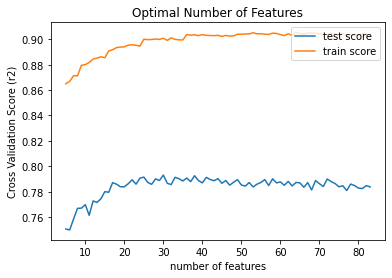 Optimal Number of Features
test score
train score
Cross Validation Score (r2)
0.90
0.88
0.86
0.84
0.82
0.80
0.78
0.76
10 20 30 40 50 60 70 80
number of features